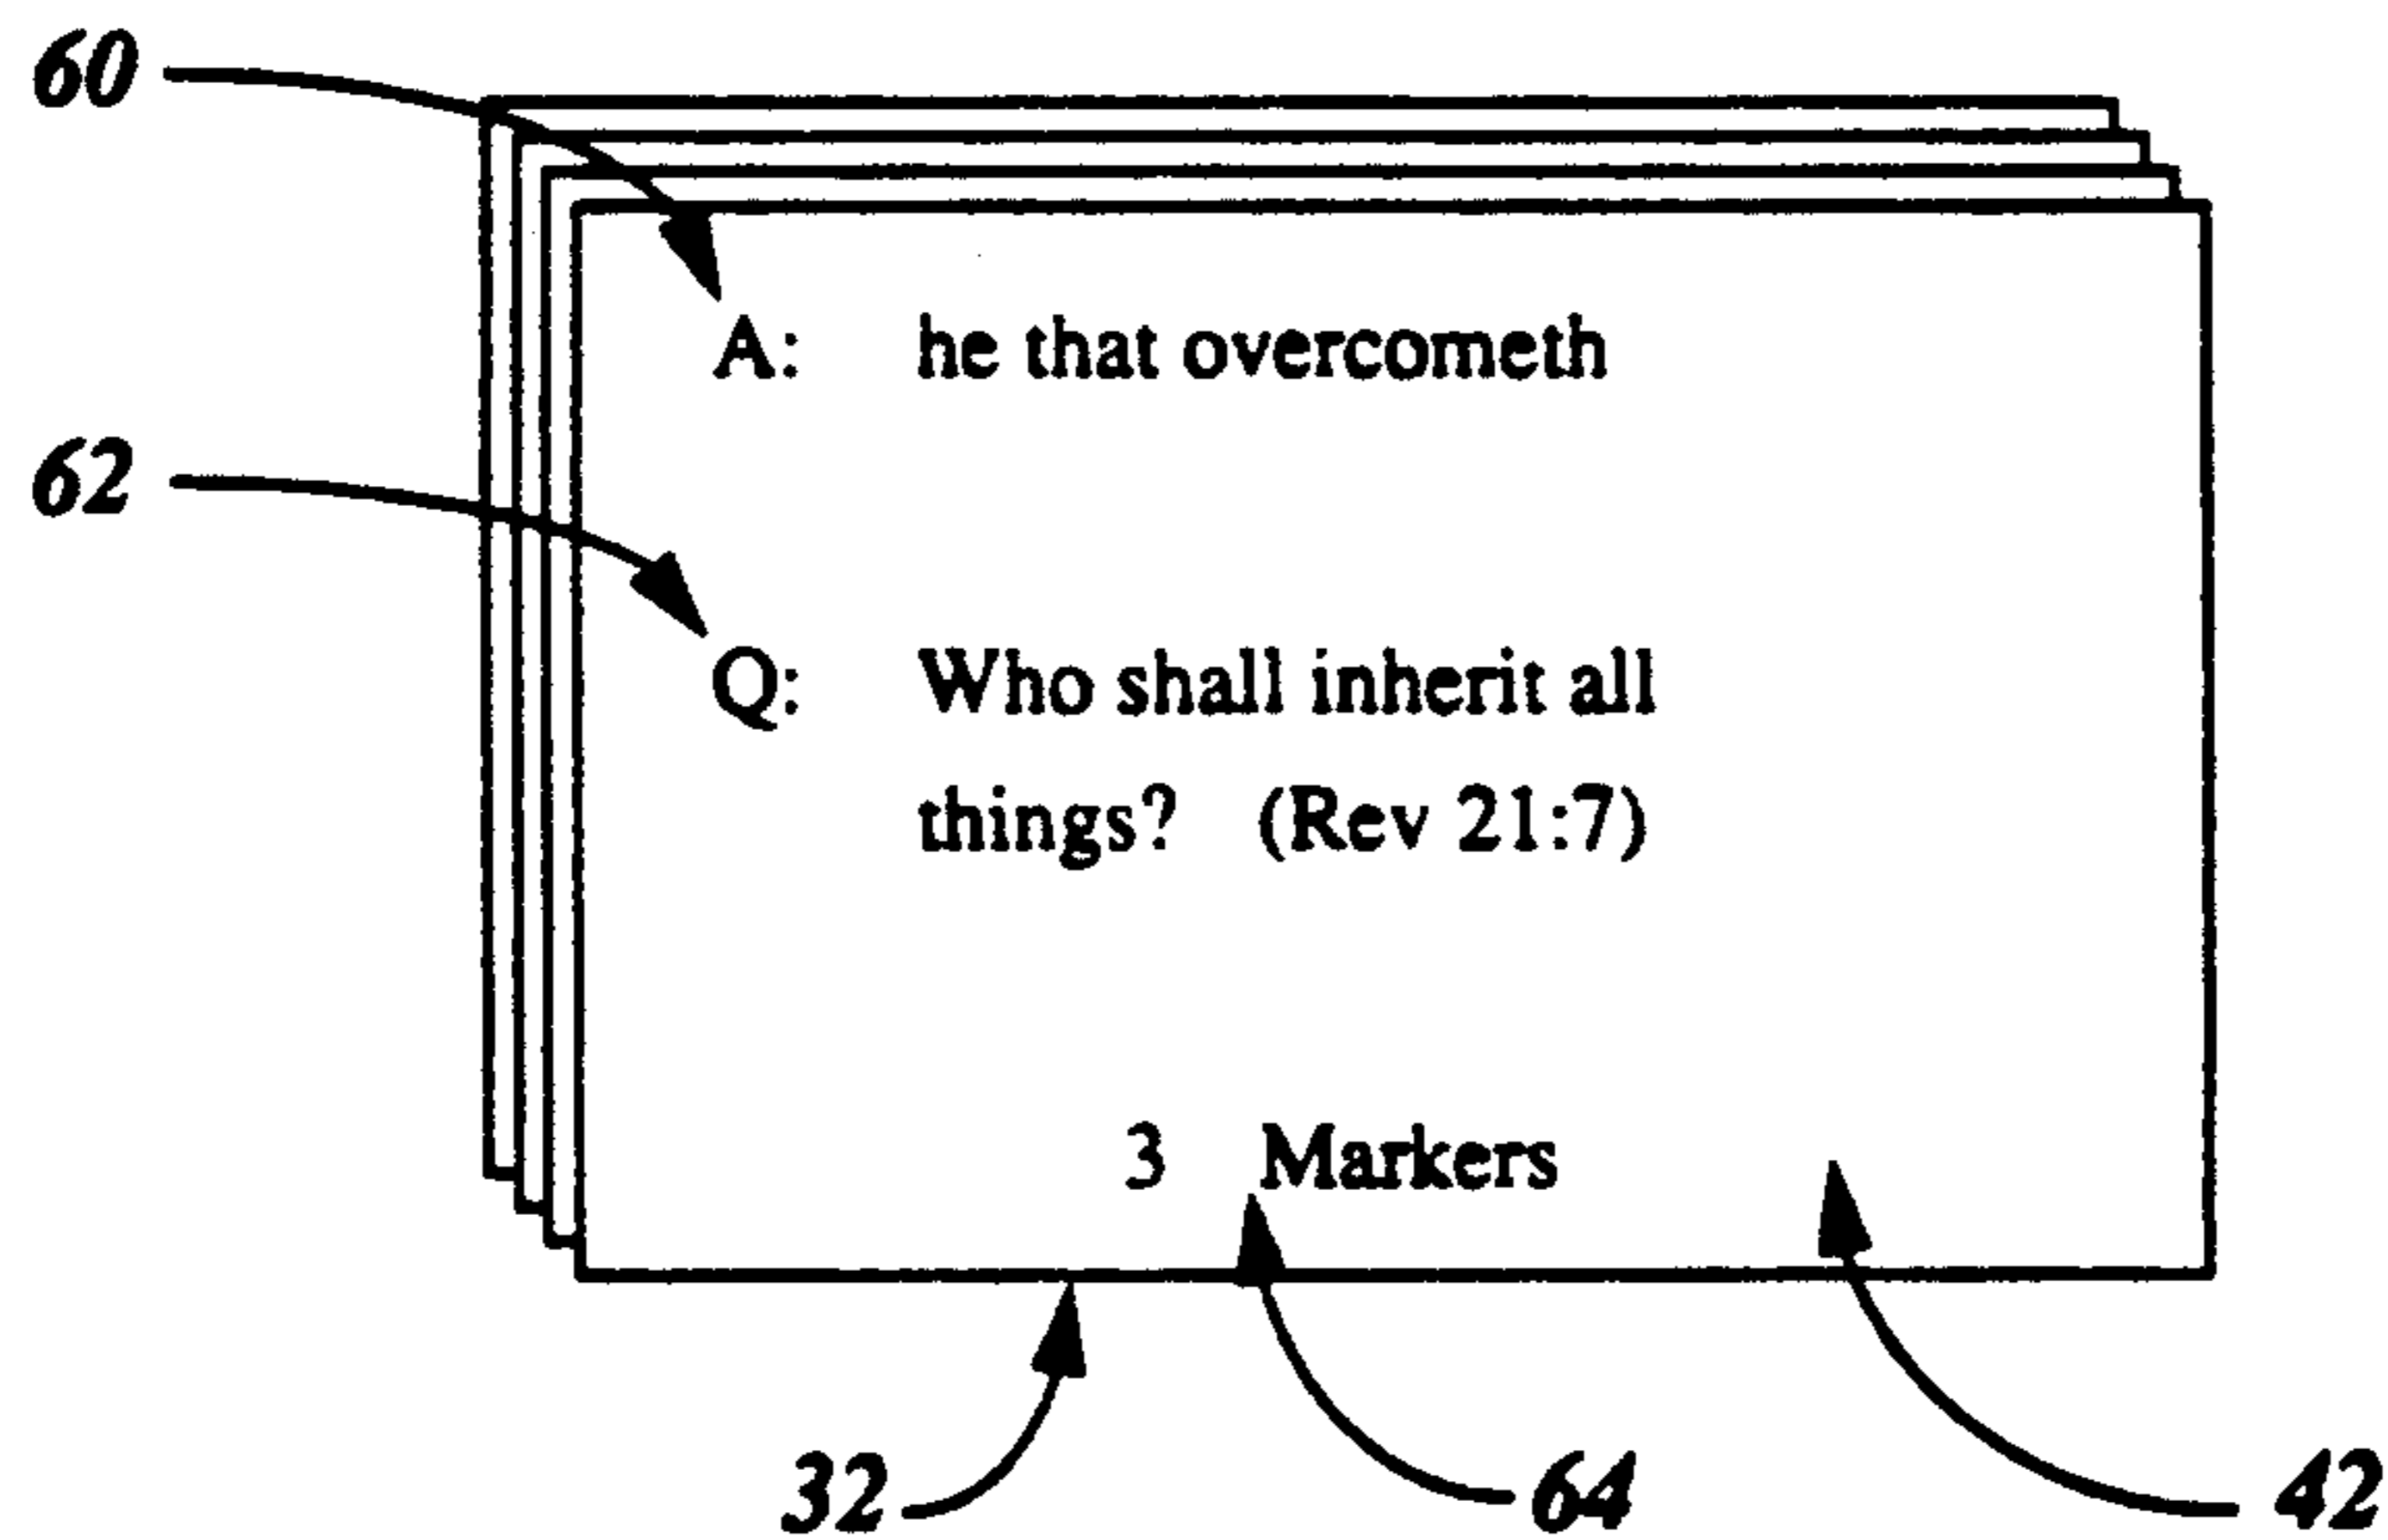 60
A: he that overcometh
62
Q: Who shall inherit all
things? (Rev 21:7)
3 Markers
32 64 42